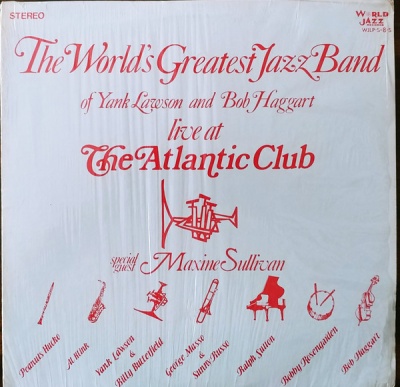 STEREO
WORLD
JAZZ
WJLP-S-8-5
The World's Greatest Jazz Band
of Yank Lawson and Bob Haggart
live at
The Atlantic Club
special guest Maxine Sullivan
Peanuts Hucko
Al Klink
Yank Lawson &
Billy Butterfield
George Masso &
Sonny Russo
Ralph Sutton
Bobby Rosengarden
Bob Haggart